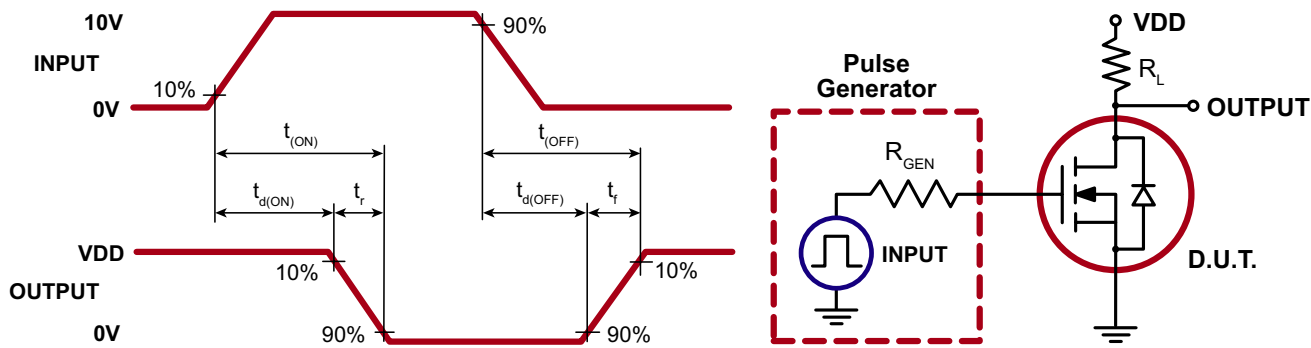 10V
INPUT
0V
10%
90%
t(ON)
t(OFF)
td(ON)
tr
td(OFF)
tf
VDD
OUTPUT
0V
10%
90%
10%
90%
Pulse
Generator
RGEN
INPUT
VDD
RL
OUTPUT
D.U.T.